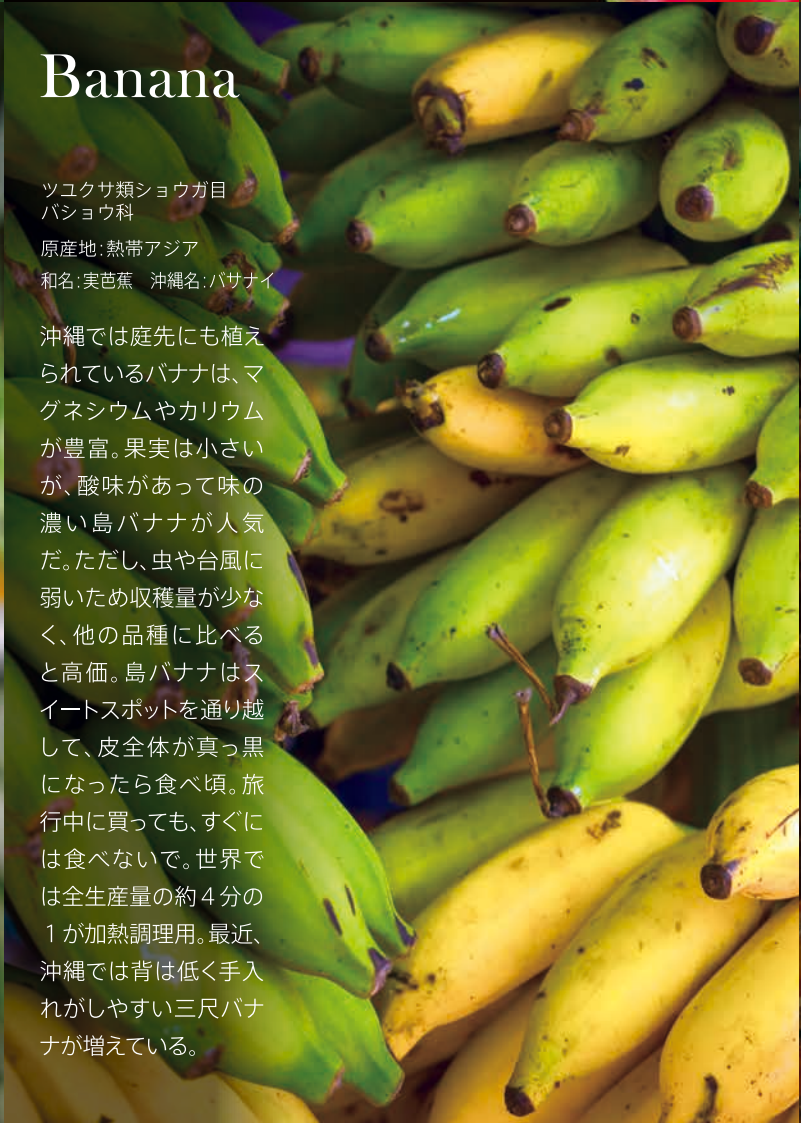 Banana
ツユクサ類ショウガ目
バショウ科
原産地:熱帯アジア
和名:実芭蕉　沖縄名:バサナイ
沖縄では庭先にも植え
られているバナナは、マ
グネシウムやカリウム
が豊富。果実は小さい
が、酸味があって味の
濃い島バナナが人気
だ。ただし、虫や台風に
弱いため収穫量が少な
く、他の品種に比べる
と高価。島バナナはス
イートスポットを通り越
して、皮全体が真っ黒
になったら食べ頃。旅
行中に買っても、すぐに
は食べないで。世界で
は全生産量の約４分の
１が加熱調理用。最近、
沖縄では背は低く手入
れがしやすい三尺バナ
ナが増えている。